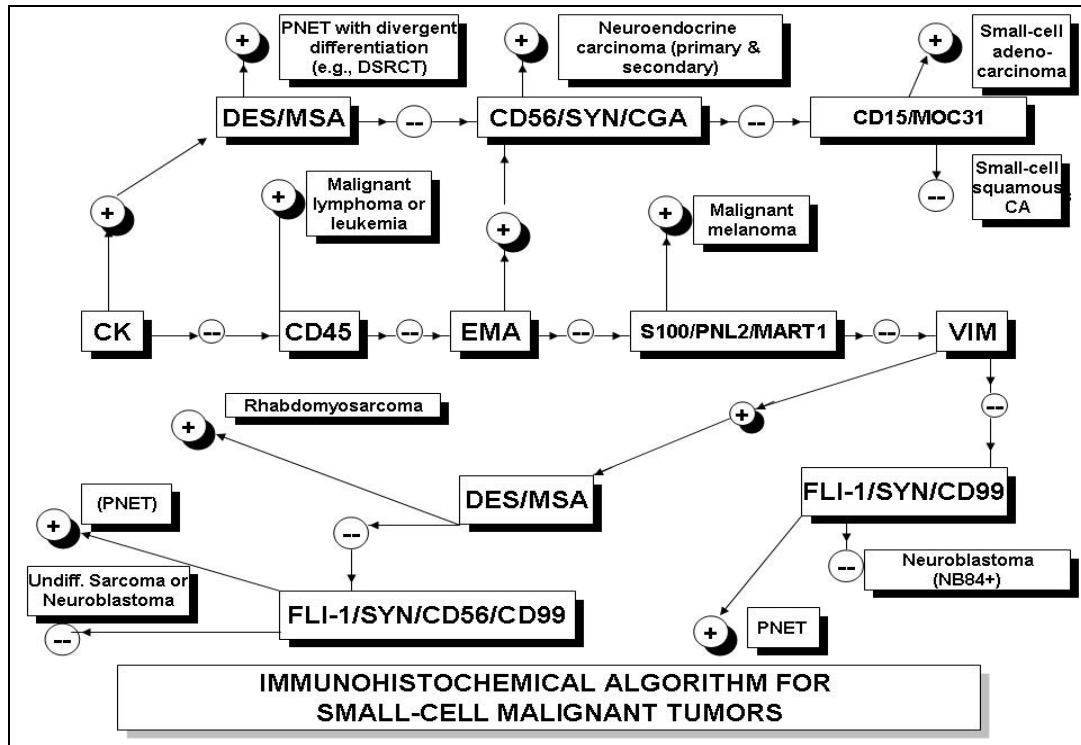 +
PNET with divergent
differentiation
(e.g., DSRCT)
+
Neuroendocrine
carcinoma (primary &
secondary)
+
Small-cell
adeno-
carcinoma
DES/MSA
--
CD56/SYN/CGA
--
CD15/MOC31
+
+
Malignant
lymphoma or
leukemia
+
+
Malignant
melanoma
--
Small-cell
squamous
CA
CK
--
CD45
--
EMA
--
S100/PNL2/MART1
--
VIM
Rhabdomyosarcoma
+
+
--
(PNET)
+
DES/MSA
--
FLI-1/SYN/CD99
--
Neuroblastoma
(NB84+)
Undiff. Sarcoma or
Neuroblastoma
--
FLI-1/SYN/CD56/CD99
+
PNET
IMMUNOHISTOCHEMICAL ALGORITHM FOR
SMALL-CELL MALIGNANT TUMORS